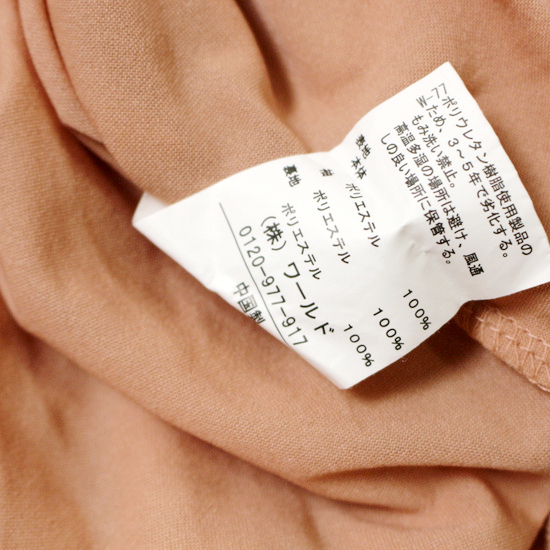 ポリウレタン樹脂使用製品の
ため、3〜5年で劣化する。
もみ洗い禁止。
高温多湿の場所は避け、風通
しの良い場所に保管する。
表地
本体 ポリエステル 100%
ポリエステル 100%
裏地 ポリエステル 100%
(株) ワールド
0120-977-917
中国製